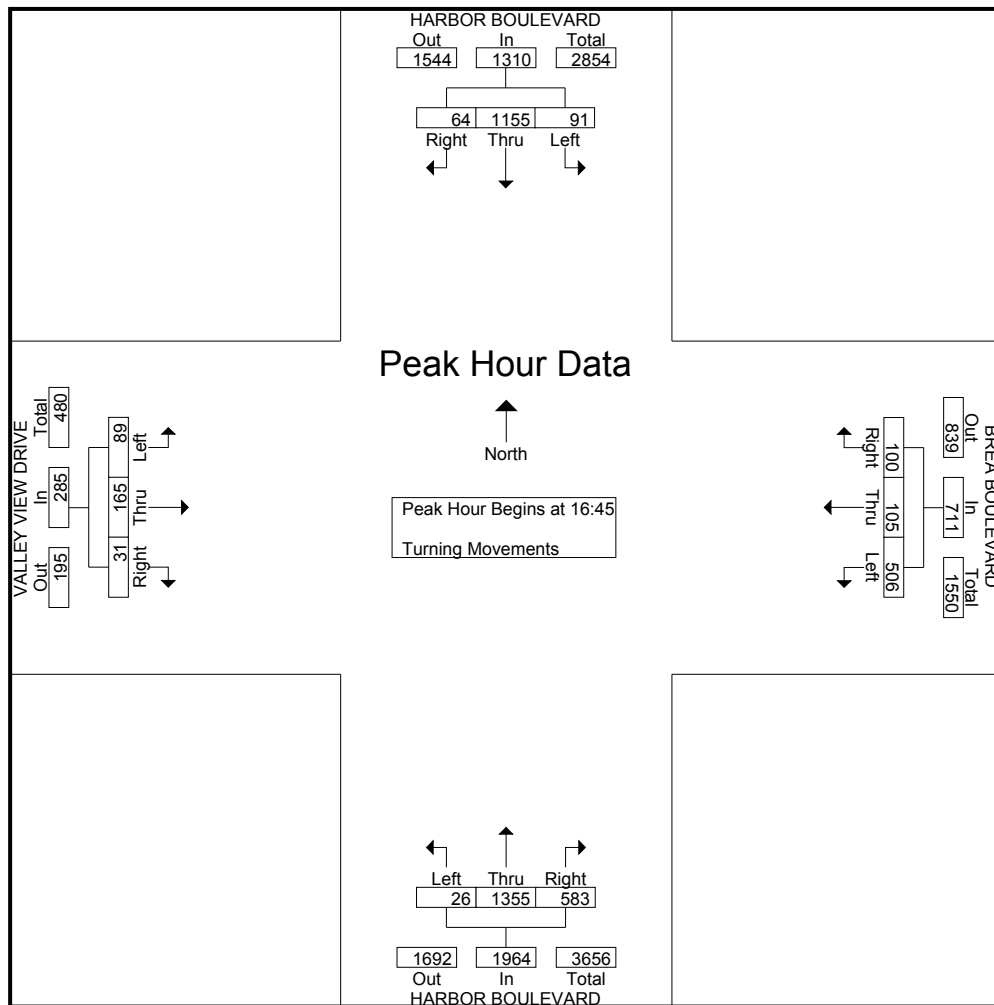 HARBOR BOULEVARD
Out In Total
1544 1310 2854
64 1155 91
Right Thru Left
Peak Hour Data
North
Peak Hour Begins at 16:45
Turning Movements
VALLEY VIEW DRIVE
Out In Total
195 285 480
31 165 89
Right Thru Left
BREA BOULEVARD
Out In Total
839 711 1550
100 105 506
Right Thru Left
Left Thru Right
26 1355 583
1692 1964 3656
Out In Total
HARBOR BOULEVARD